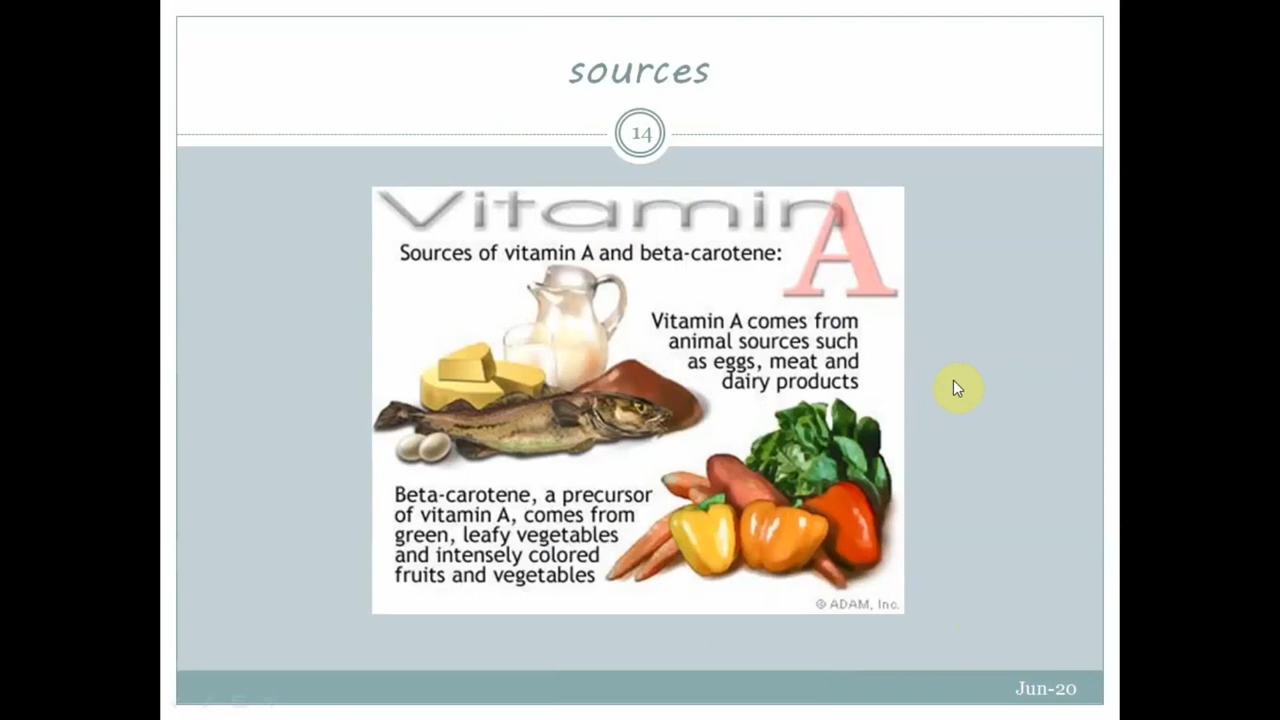 sources
14
Vitamin A
Sources of vitamin A and beta-carotene:
Vitamin A comes from
animal sources such
as eggs, meat and
dairy products
Beta-carotene, a precursor
of vitamin A, comes from
green, leafy vegetables
and intensely colored
fruits and vegetables
© ADAM, Inc.
Jun-20